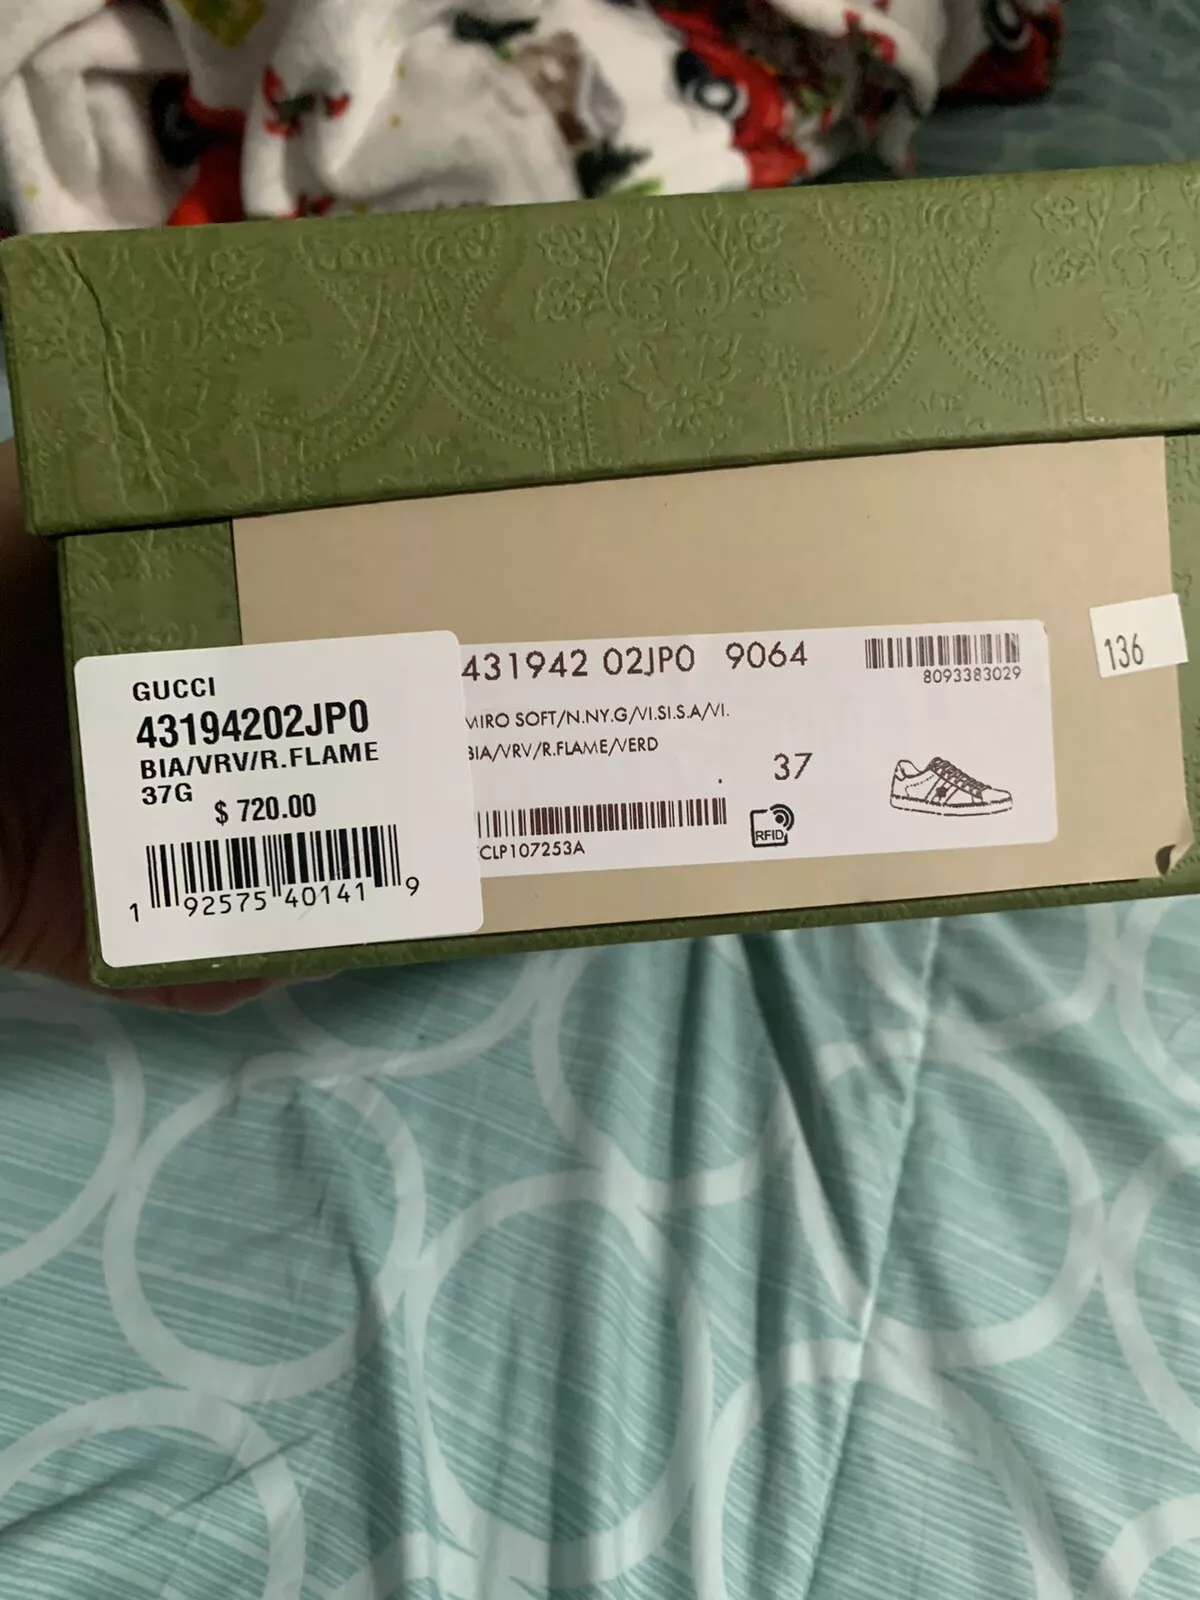 GUCCI
43194202JP0
BIA/VRV/R.FLAME
37G $ 720.00
1 92575 40141 9
431942 02JP0 9064
8093383029
MIRO SOFT/N.NY.G/VI.SI.S.A/VI.
BIA/VRV/R.FLAME/VERD
37
RFID
CLP107253A
136